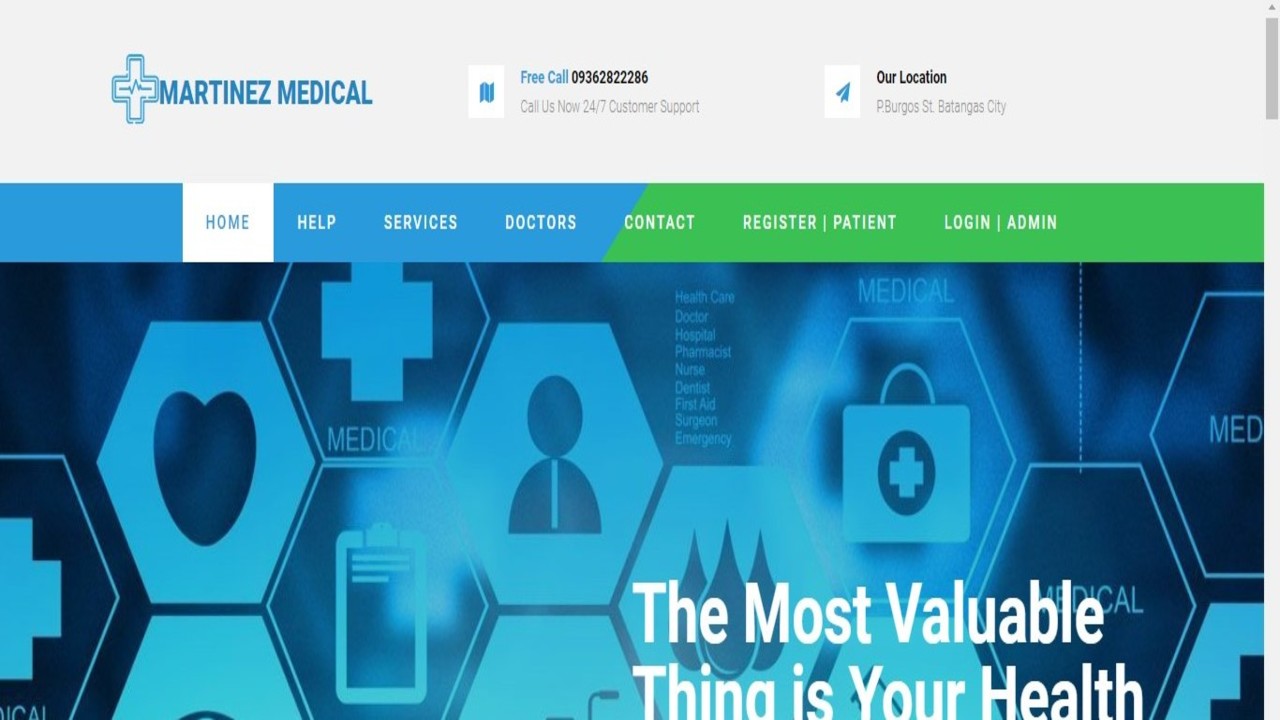 MARTINEZ MEDICAL
Free Call 09362822286
Call Us Now 24/7 Customer Support
Our Location
P.Burgos St. Batangas City
HOME
HELP
SERVICES
DOCTORS
CONTACT
REGISTER | PATIENT
LOGIN | ADMIN
Health Care
Doctor
Hospital
Pharmacist
Nurse
Dentist
First Aid
Surgeon
Emergency
MEDICAL
MEDICAL
MED
MEDICAL
The Most Valuable
Thing is Your Health